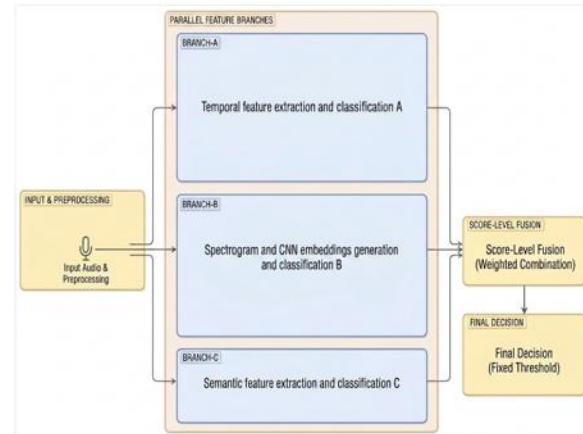 PARALLEL FEATURE BRANCHES
BRANCH-A
Temporal feature extraction and classification A
INPUT & PREPROCESSING
Input Audio &
Preprocessing
BRANCH-B
Spectrogram and CNN embeddings generation
and classification B
SCORE-LEVEL FUSION
Score-Level Fusion
(Weighted Combination)
FINAL DECISION
Final Decision
(Fixed Threshold)
BRANCH-C
Semantic feature extraction and classification C